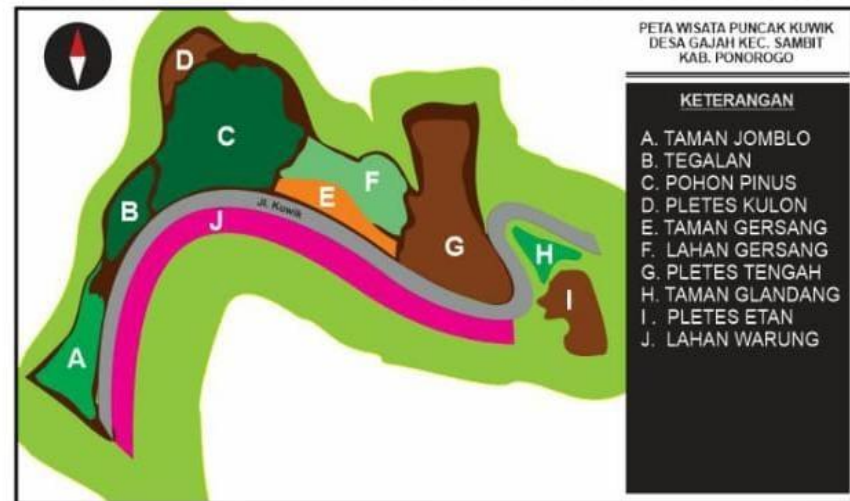 PETA WISATA PUNCAK KUWIK
DESA GAJAH KEC. SAMBIT
KAB. PONOROGO
KETERANGAN
A. TAMAN JOMBLO
B. TEGALAN
C. POHON PINUS
D. PLETES KULON
E. TAMAN GERSANG
F. LAHAN GERSANG
G. PLETES TENGAH
H. TAMAN GLANDANG
I . PLETES ETAN
J. LAHAN WARUNG
D
C
B
F
E
Jl. Kuwik
J
G
H
I
A